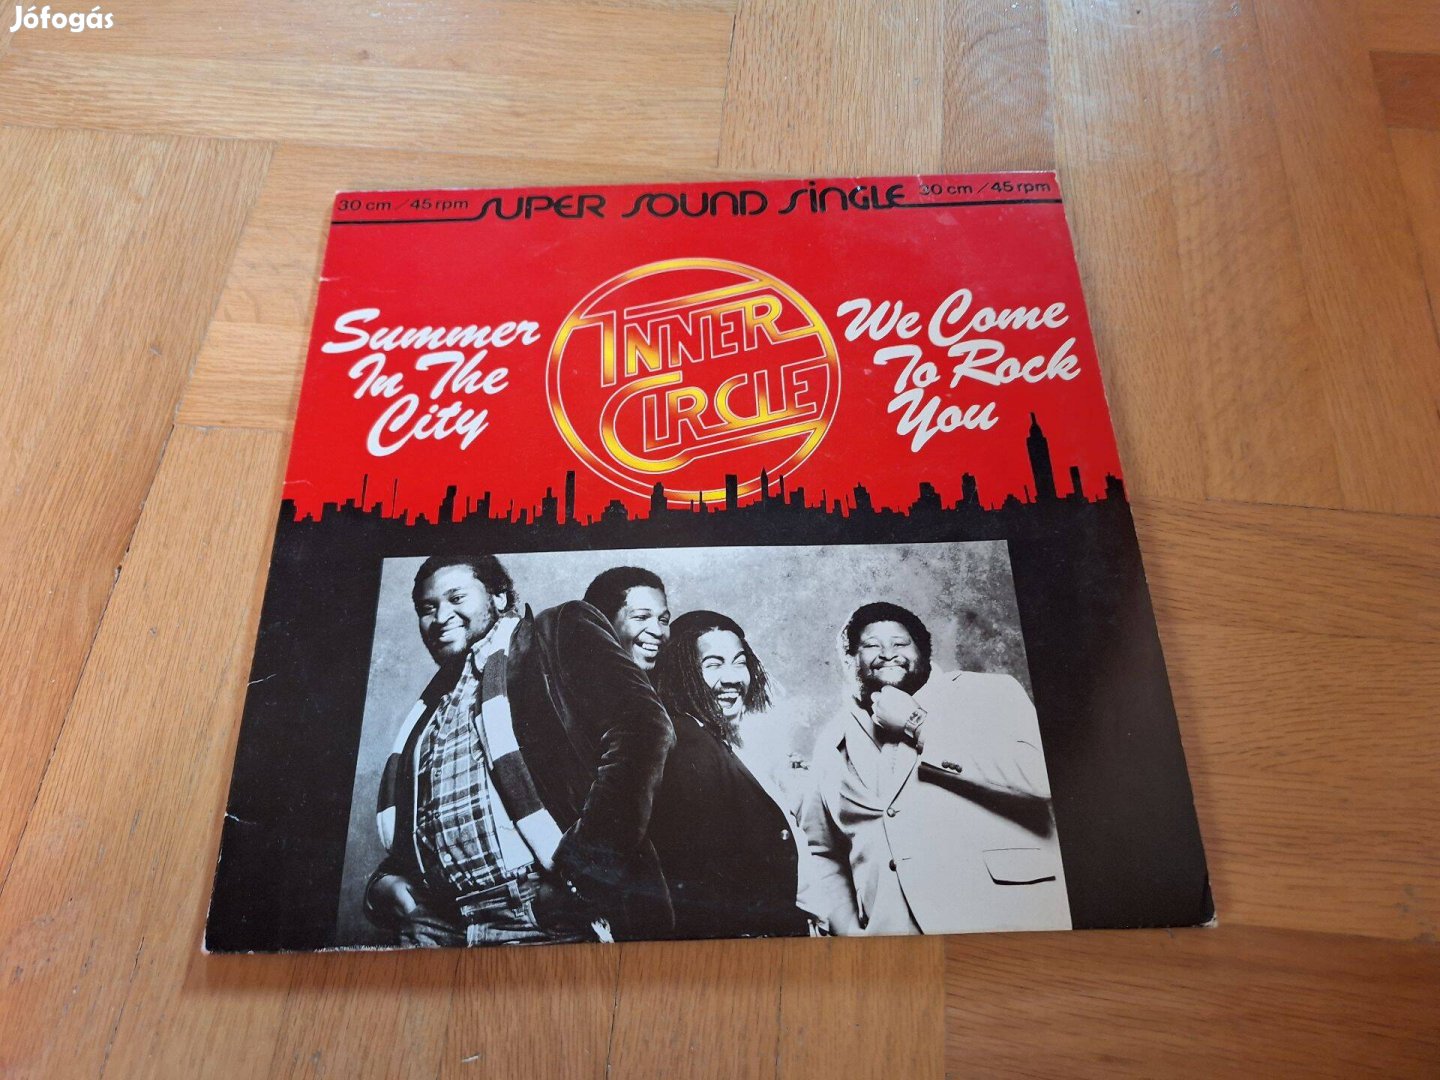 Jófogás
30 cm / 45 rpm SUPER SOUND SINGLE 30 cm / 45 rpm
Summer
In The
City
INNER
CIRCLE
We Come
To Rock
You